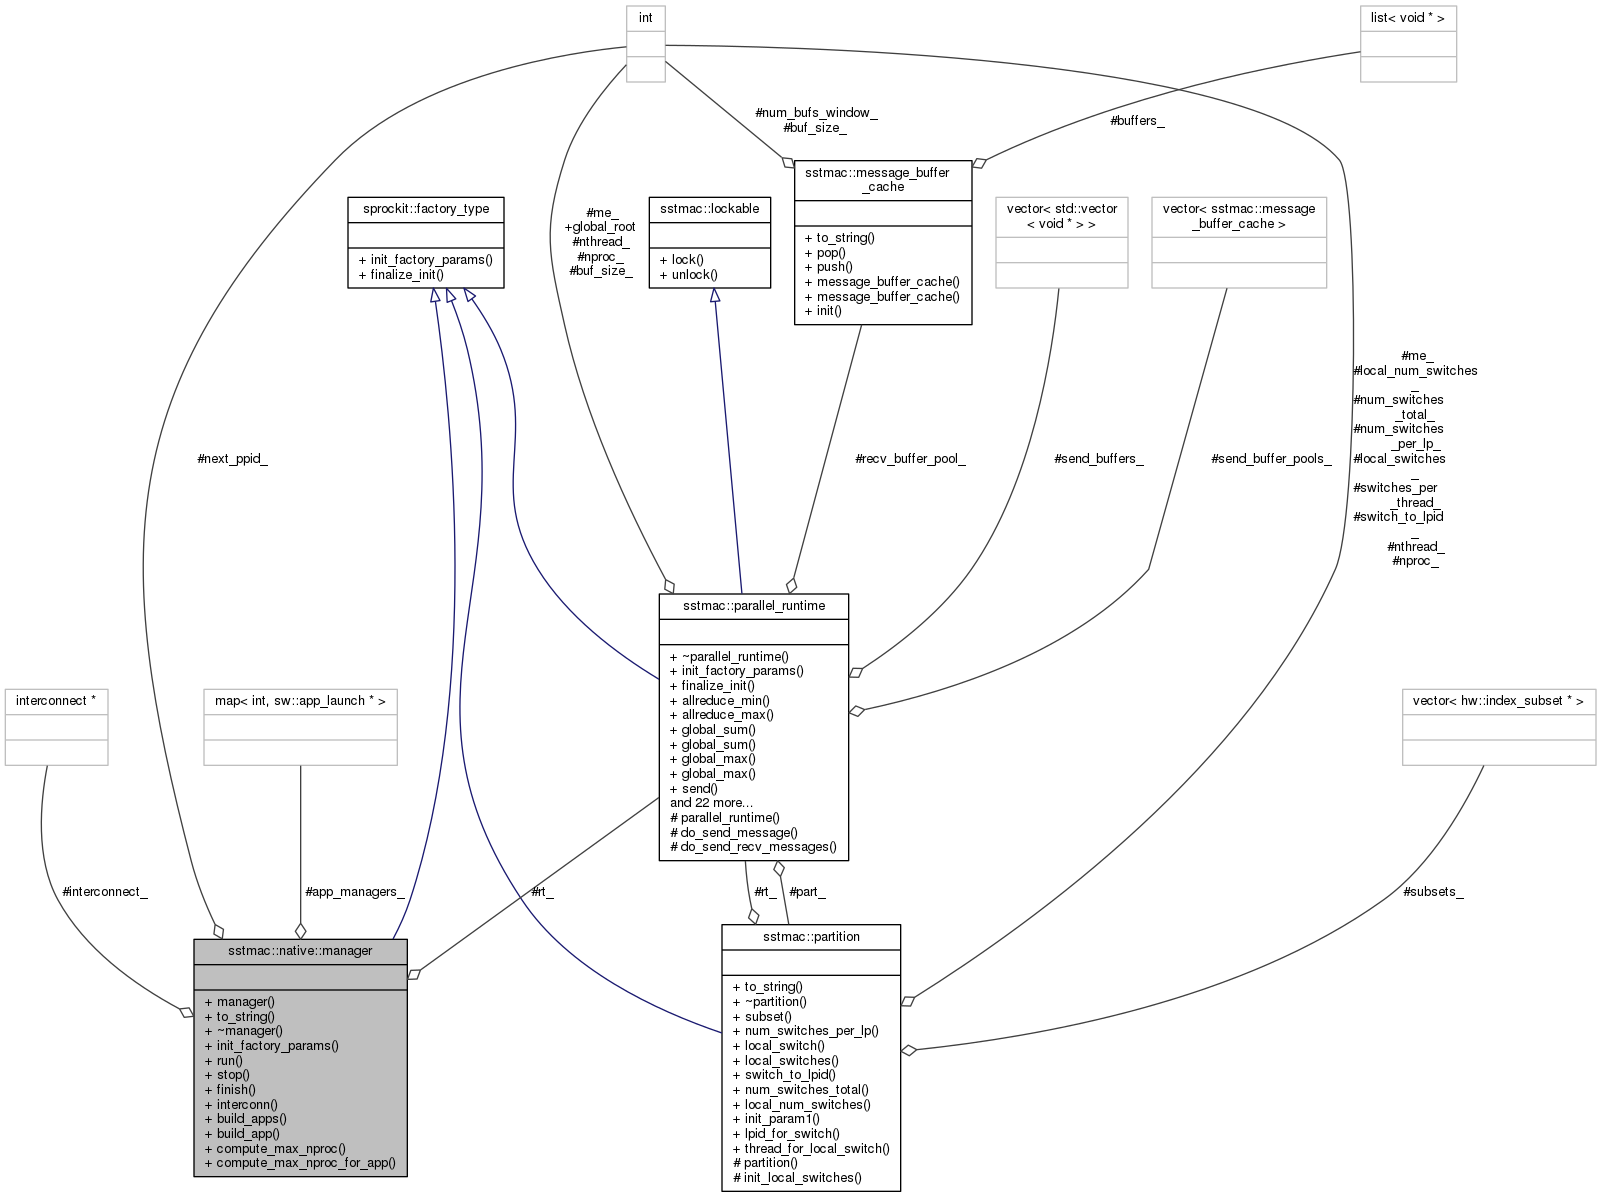 int
list< void * >
#num_bufs_window_
#buf_size_
#buffers_
sstmac::message_buffer
_cache
+ to_string()
+ pop()
+ push()
+ message_buffer_cache()
+ message_buffer_cache()
+ init()
sprockit::factory_type
+ init_factory_params()
+ finalize_init()
#me_
+global_root
#nthread_
#nproc_
#buf_size_
sstmac::lockable
+ lock()
+ unlock()
vector< std::vector
< void * > >
vector< sstmac::message
_buffer_cache >
#me_
#local_num_switches
_
#num_switches
_total_
#num_switches
_per_lp_
#local_switches
_
#switches_per
_thread_
#switch_to_lpid
_
#nthread_
#nproc_
#next_ppid_
#recv_buffer_pool_
#send_buffers_
#send_buffer_pools_
sstmac::parallel_runtime
+ ~parallel_runtime()
+ init_factory_params()
+ finalize_init()
+ allreduce_min()
+ allreduce_max()
+ global_sum()
+ global_sum()
+ global_max()
+ global_max()
+ send()
and 22 more...
# parallel_runtime()
# do_send_message()
# do_send_recv_messages()
interconnect *
map< int, sw::app_launch * >
vector< hw::index_subset * >
#interconnect_
#app_managers_
#rt_
#rt_
#part_
#subsets_
sstmac::native::manager
+ manager()
+ to_string()
+ ~manager()
+ init_factory_params()
+ run()
+ stop()
+ finish()
+ interconn()
+ build_apps()
+ build_app()
+ compute_max_nproc()
+ compute_max_nproc_for_app()
sstmac::partition
+ to_string()
+ ~partition()
+ subset()
+ num_switches_per_lp()
+ local_switch()
+ local_switches()
+ switch_to_lpid()
+ num_switches_total()
+ local_num_switches()
+ init_param1()
+ lpid_for_switch()
+ thread_for_local_switch()
# partition()
# init_local_switches()